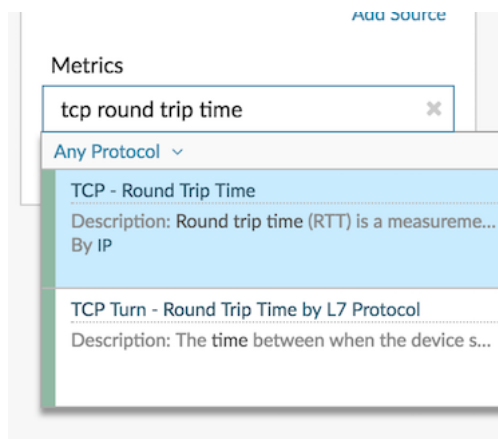 Add Source
Metrics
tcp round trip time
Any Protocol
TCP - Round Trip Time
Description: Round trip time (RTT) is a measureme...
By IP
TCP Turn - Round Trip Time by L7 Protocol
Description: The time between when the device s...